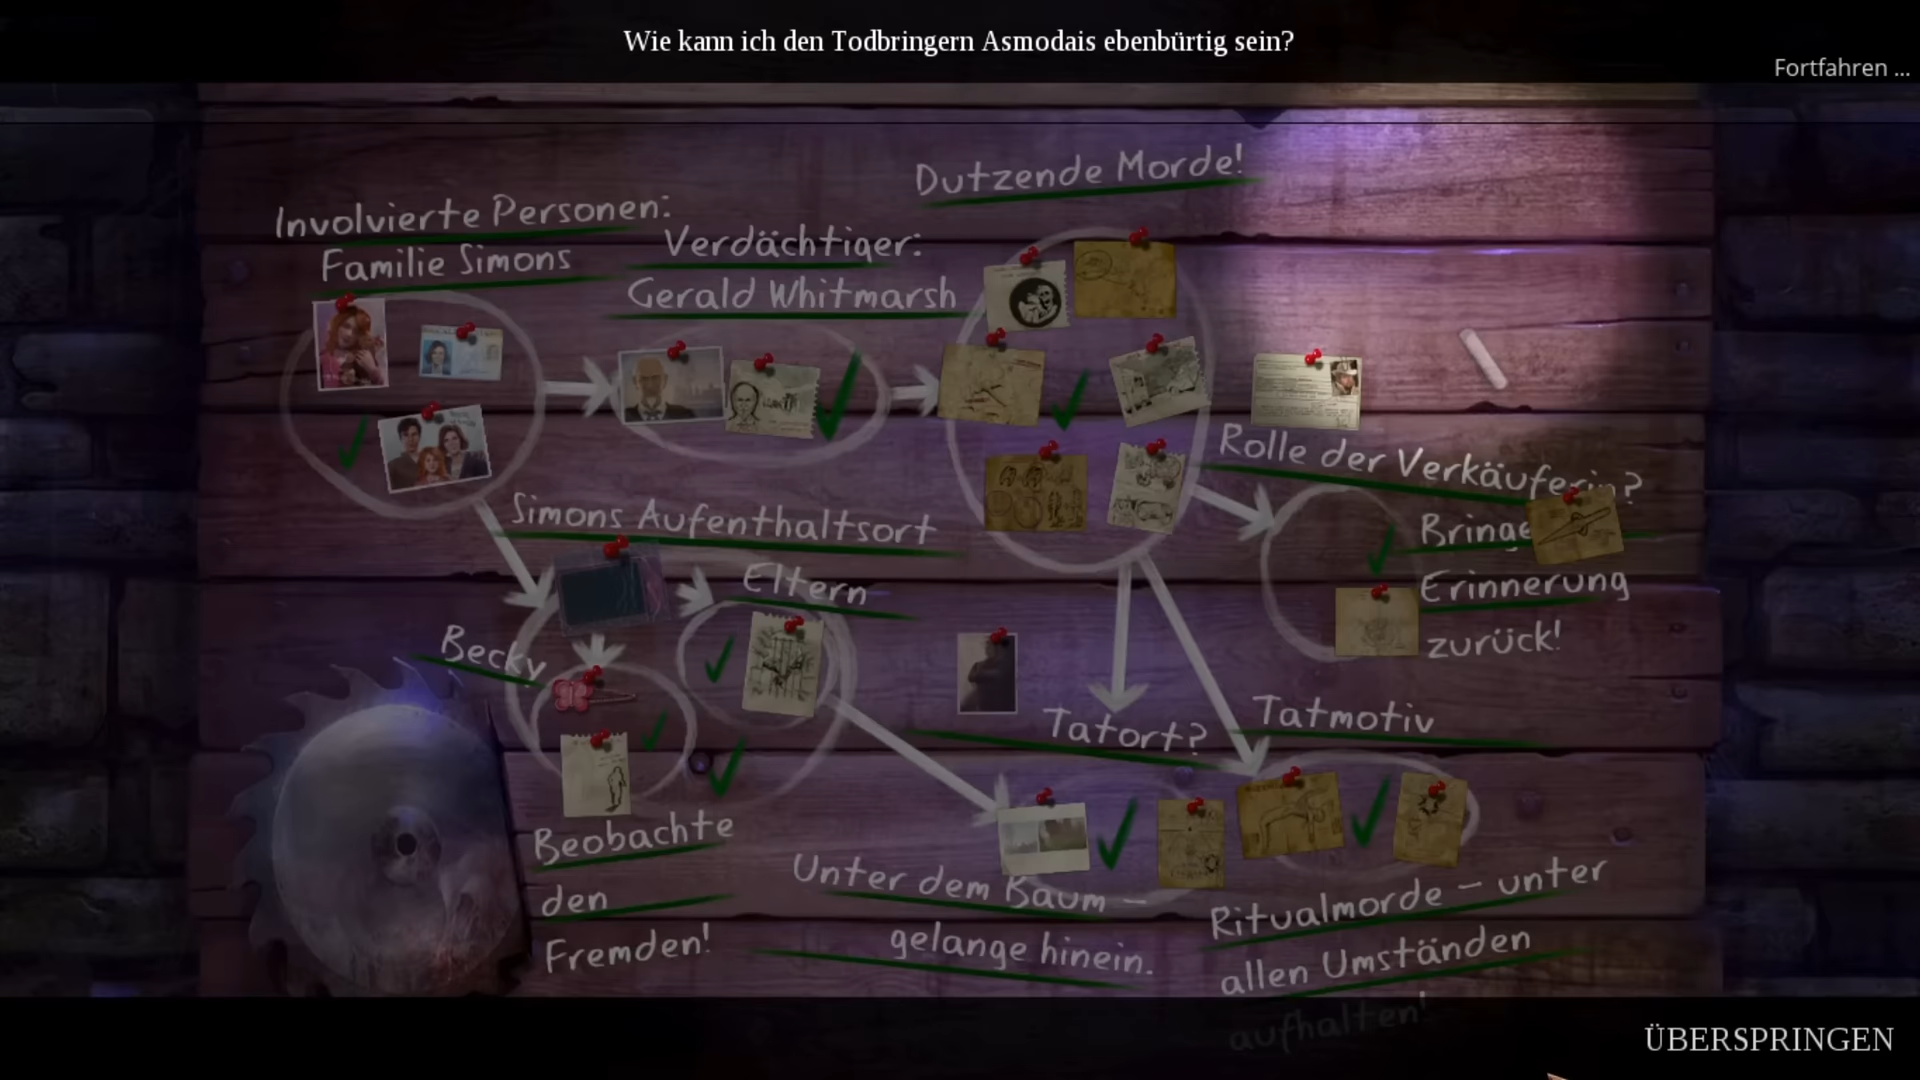 Wie kann ich den Todbringern Asmodais ebenbürtig sein?
Fortfahren ...
Dutzende Morde!
Involvierte Personen:
Familie Simons
Verdächtiger:
Gerald Whitmarsh
Rolle der Verkäuferin?
Bringe
Erinnerung
zurück!
Simons Aufenthaltsort
Eltern
Becky
Tatort?
Tatmotiv
Beobachte
den
Fremden!
Unter dem Baum –
gelange hinein.
Ritualmorde – unter
allen Umständen
aufhalten!
ÜBERSPRINGEN